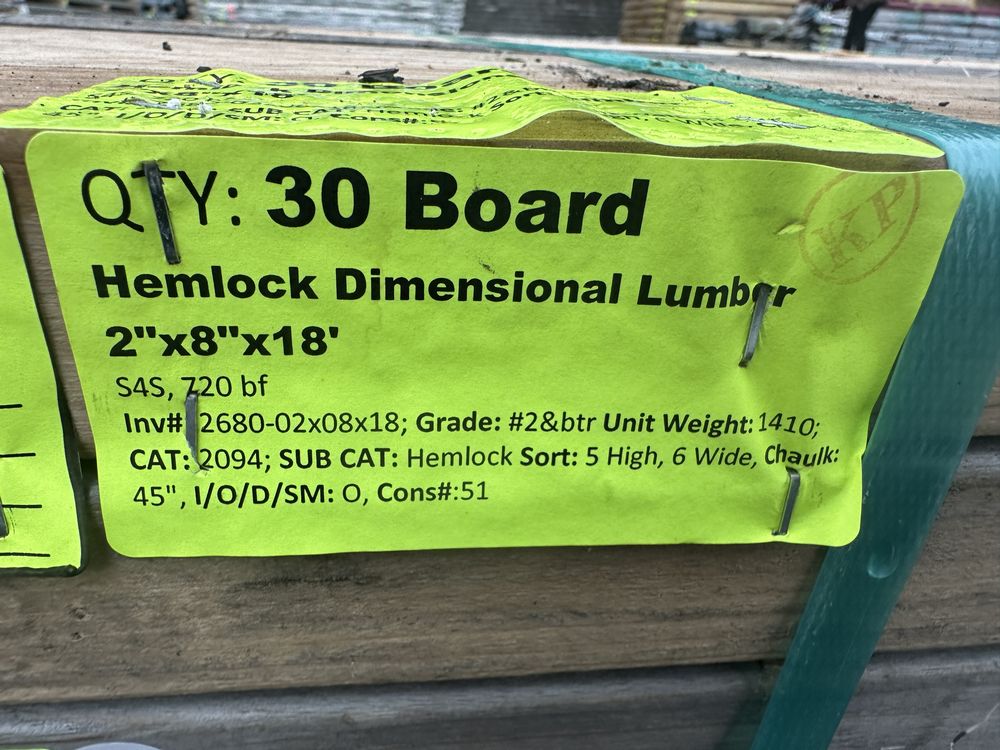 QTY: 30 Board
Hemlock Dimensional Lumber
2"x8"x18'
S4S, 720 bf
Inv#: 2680-02x08x18; Grade: #2&btr Unit Weight: 1410;
CAT: 2094; SUB CAT: Hemlock Sort: 5 High, 6 Wide, Chaulk:
45", I/O/D/SM: O, Cons#:51
KP